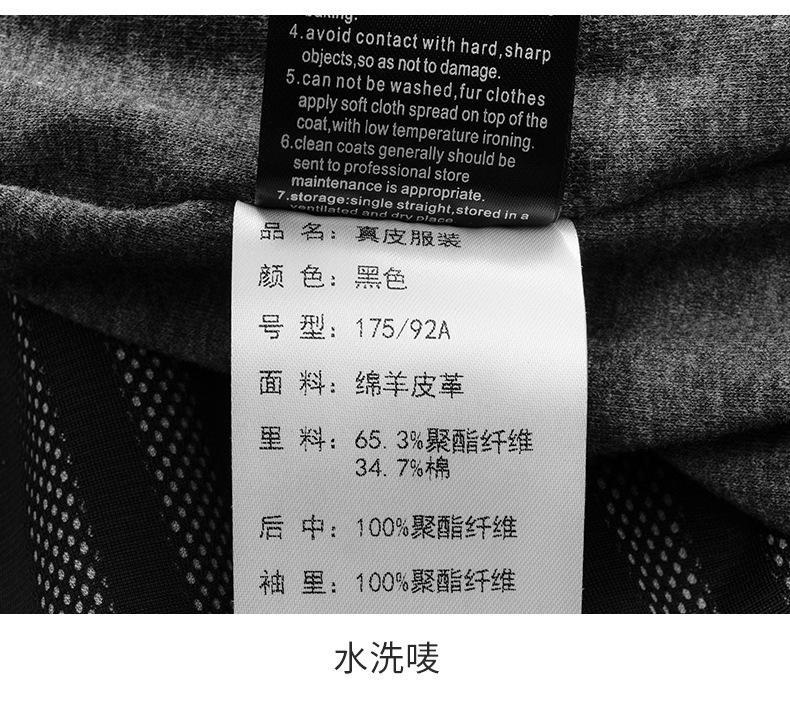 baking.
4.avoid contact with hard,sharp
objects,so as not to damage.
5.can not be washed,fur clothes
apply soft cloth spread on top of the
coat,with low temperature ironing.
6.clean coats generally should be
sent to professional store
maintenance is appropriate.
7.storage:single straight,stored in a
ventilated and dry place
品 名：真皮服装
颜 色：黑色
号 型：175/92A
面 料：绵羊皮革
里 料：65.3%聚酯纤维
34.7%棉
后 中：100%聚酯纤维
袖 里：100%聚酯纤维
水洗唛